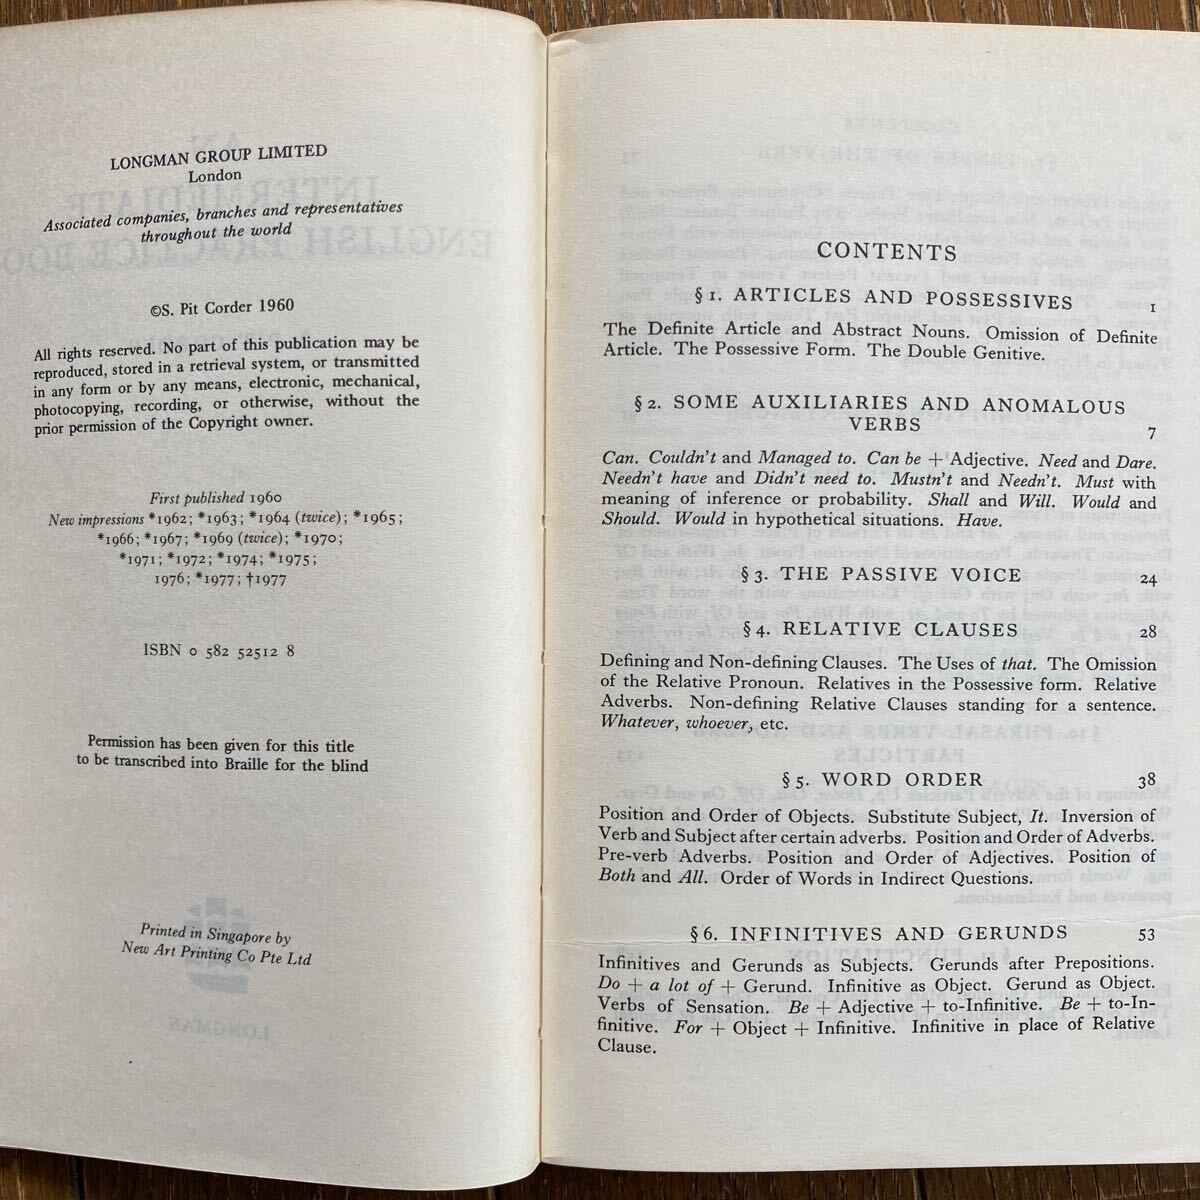 LONGMAN GROUP LIMITED
London
Associated companies, branches and representatives
throughout the world
©S. Pit Corder 1960
All rights reserved. No part of this publication may be
reproduced, stored in a retrieval system, or transmitted
in any form or by any means, electronic, mechanical,
photocopying, recording, or otherwise, without the
prior permission of the Copyright owner.
First published 1960
New impressions *1962; *1963; *1964 (twice); *1965;
*1966; *1967; *1969 (twice); *1970;
*1971; *1972; *1974; *1975;
1976; *1977; †1977
ISBN 0 582 52512 8
Permission has been given for this title
to be transcribed into Braille for the blind
Printed in Singapore by
New Art Printing Co Pte Ltd
CONTENTS
§ 1. ARTICLES AND POSSESSIVES 1
The Definite Article and Abstract Nouns. Omission of Definite
Article. The Possessive Form. The Double Genitive.
§ 2. SOME AUXILIARIES AND ANOMALOUS
VERBS 7
Can. Couldn't and Managed to. Can be + Adjective. Need and Dare.
Needn't have and Didn't need to. Mustn't and Needn't. Must with
meaning of inference or probability. Shall and Will. Would and
Should. Would in hypothetical situations. Have.
§ 3. THE PASSIVE VOICE 24
§ 4. RELATIVE CLAUSES 28
Defining and Non-defining Clauses. The Uses of that. The Omission
of the Relative Pronoun. Relatives in the Possessive form. Relative
Adverbs. Non-defining Relative Clauses standing for a sentence.
Whatever, whoever, etc.
§ 5. WORD ORDER 38
Position and Order of Objects. Substitute Subject, It. Inversion of
Verb and Subject after certain adverbs. Position and Order of Adverbs.
Pre-verb Adverbs. Position and Order of Adjectives. Position of
Both and All. Order of Words in Indirect Questions.
§ 6. INFINITIVES AND GERUNDS 53
Infinitives and Gerunds as Subjects. Gerunds after Prepositions.
Do + a lot of + Gerund. Infinitive as Object. Gerund as Object.
Verbs of Sensation. Be + Adjective + to-Infinitive. Be + to-In-
finitive. For + Object + Infinitive. Infinitive in place of Relative
Clause.